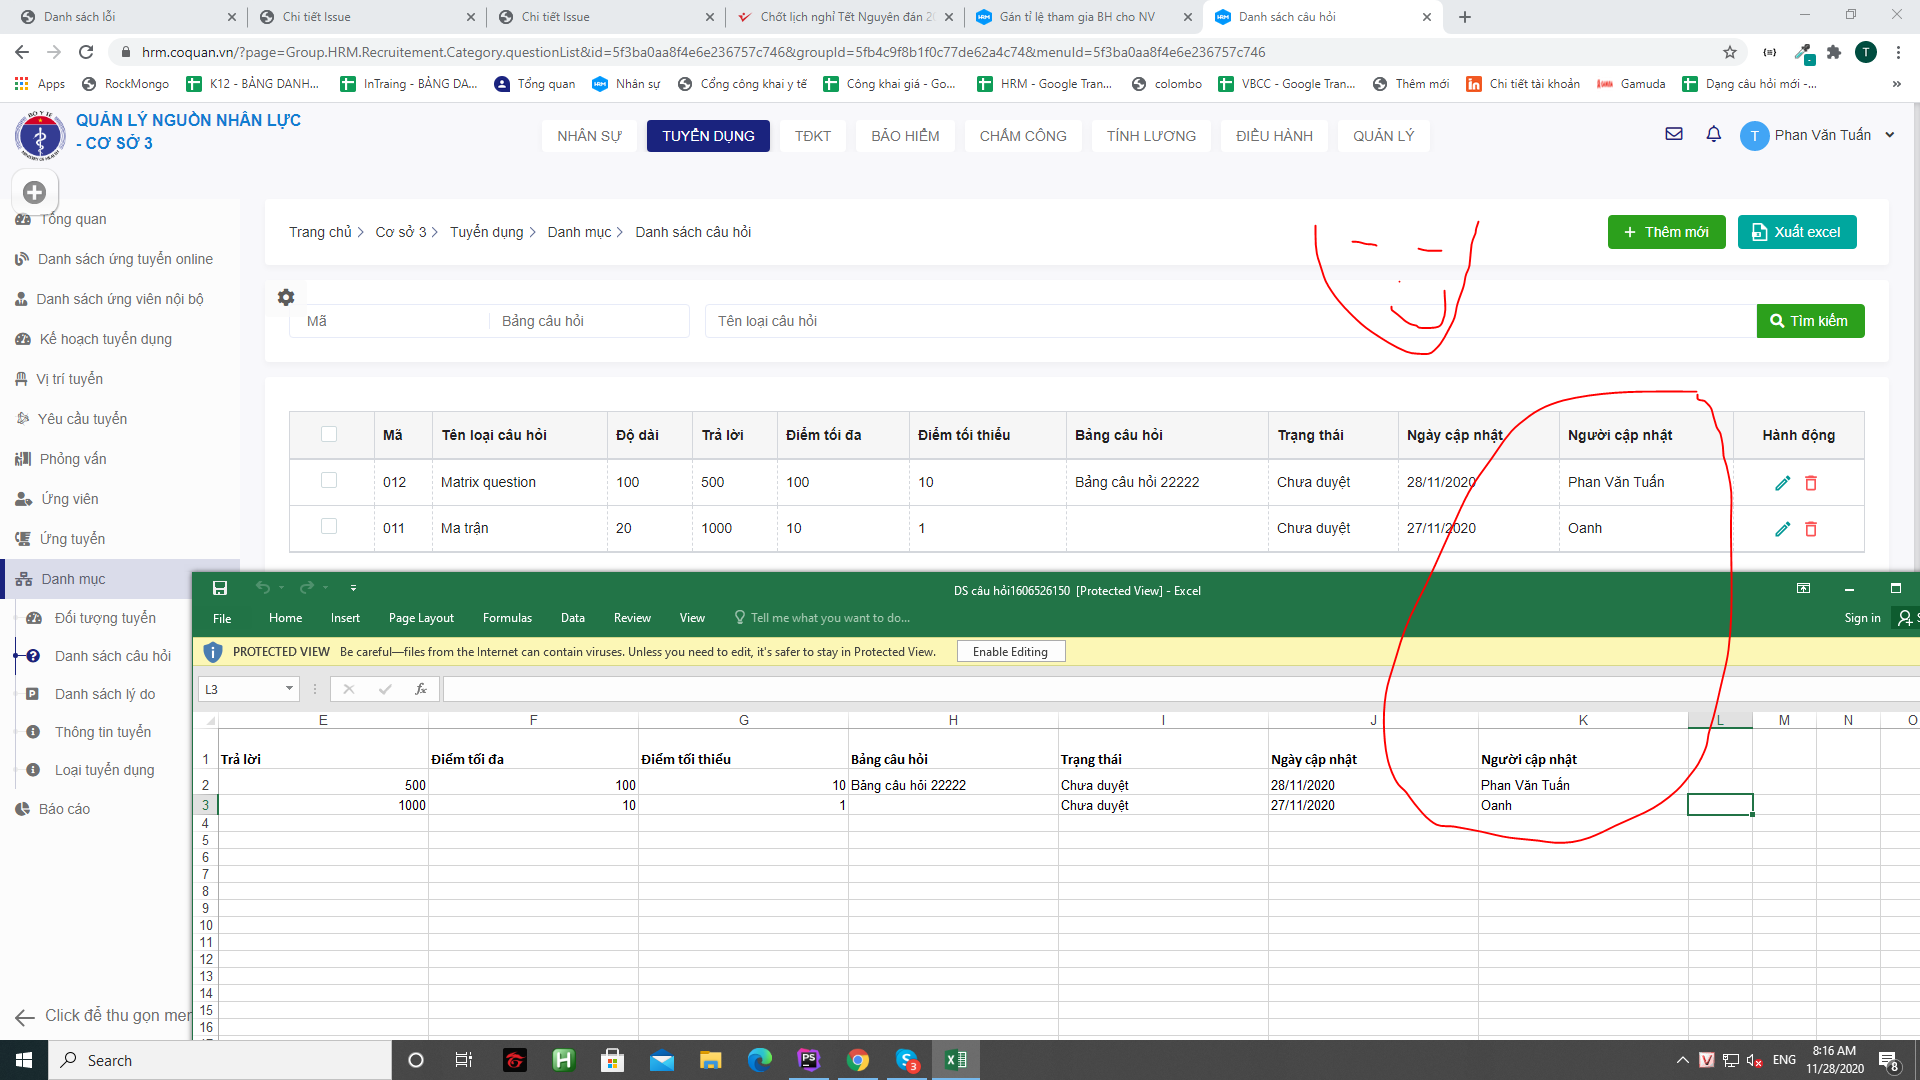 Danh sách lỗi
Chi tiết Issue
Chi tiết Issue
Chốt lịch nghỉ Tết Nguyên đán 2
Gán tỉ lệ tham gia BH cho NV
Danh sách câu hỏi
hrm.coquan.vn/?page=Group.HRM.Recruitement.Category.questionList&id=5f3ba0aa8f4e6e236757c746&groupId=5fb4c9f8b1f0c77de62a4c74&menuId=5f3ba0aa8f4e6e236757c746
T
Apps
RockMongo
K12 - BẢNG DANH...
InTraing - BẢNG DA...
Tổng quan
Nhân sự
Cổng công khai y tế
Công khai giá - Go...
HRM - Google Tran...
colombo
VBCC - Google Tran...
Thêm mới
Chi tiết tài khoản
Gamuda
Dạng câu hỏi mới -...
QUẢN LÝ NGUỒN NHÂN LỰC
- CƠ SỞ 3
NHÂN SỰ
TUYỂN DỤNG
TĐKT
BẢO HIỂM
CHẤM CÔNG
TÍNH LƯƠNG
ĐIỀU HÀNH
QUẢN LÝ
T
Phan Văn Tuấn
Tổng quan
Danh sách ứng tuyển online
Danh sách ứng viên nội bộ
Kế hoạch tuyển dụng
Vị trí tuyển
Yêu cầu tuyển
Phỏng vấn
Ứng viên
Ứng tuyển
Danh mục
Đối tượng tuyển
Danh sách câu hỏi
Danh sách lý do
Thông tin tuyển
Loại tuyển dụng
Báo cáo
Click để thu gọn mer
Trang chủ
Cơ sở 3
Tuyển dụng
Danh mục
Danh sách câu hỏi
Thêm mới
Xuất excel
Mã
Bảng câu hỏi
Tên loại câu hỏi
Tìm kiếm
Mã Tên loại câu hỏi Độ dài Trả lời Điểm tối đa Điểm tối thiểu Bảng câu hỏi Trạng thái Ngày cập nhật Người cập nhật Hành động
012 Matrix question 100 500 100 10 Bảng câu hỏi 22222 Chưa duyệt 28/11/2020 Phan Văn Tuấn
011 Ma trận 20 1000 10 1 Chưa duyệt 27/11/2020 Oanh
DS câu hỏi1606526150 [Protected View] - Excel
File Home Insert Page Layout Formulas Data Review View Tell me what you want to do...
Sign in
PROTECTED VIEW Be careful—files from the Internet can contain viruses. Unless you need to edit, it's safer to stay in Protected View. Enable Editing
L3
fx
E F G H I J K L M N O
1 Trả lời Điểm tối đa Điểm tối thiểu Bảng câu hỏi Trạng thái Ngày cập nhật Người cập nhật
2 500 100 10 Bảng câu hỏi 22222 Chưa duyệt 28/11/2020 Phan Văn Tuấn
3 1000 10 1 Chưa duyệt 27/11/2020 Oanh
4
5
6
7
8
9
10
11
12
13
14
15
16
Search
3
ENG
8:16 AM
11/28/2020
8